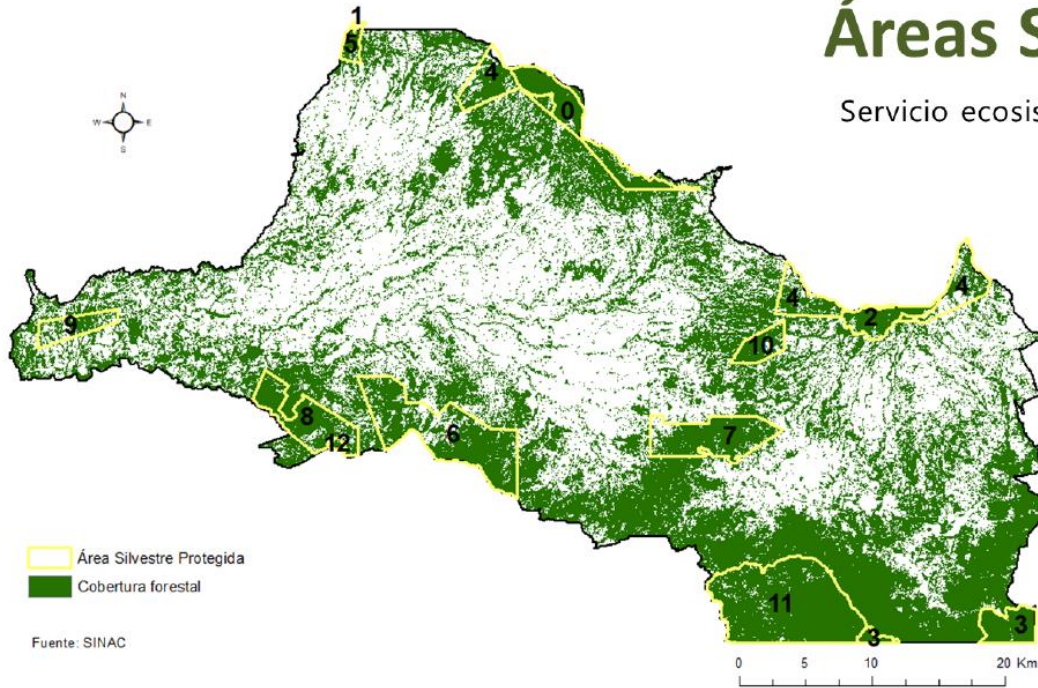 Áreas S
Servicio ecosis
1
5
4
0
N
W E
S
4
4
2
9
10
8
12
6
7
Área Silvestre Protegida
Cobertura forestal
11
3
3
Fuente: SINAC
0 5 10 20 Km